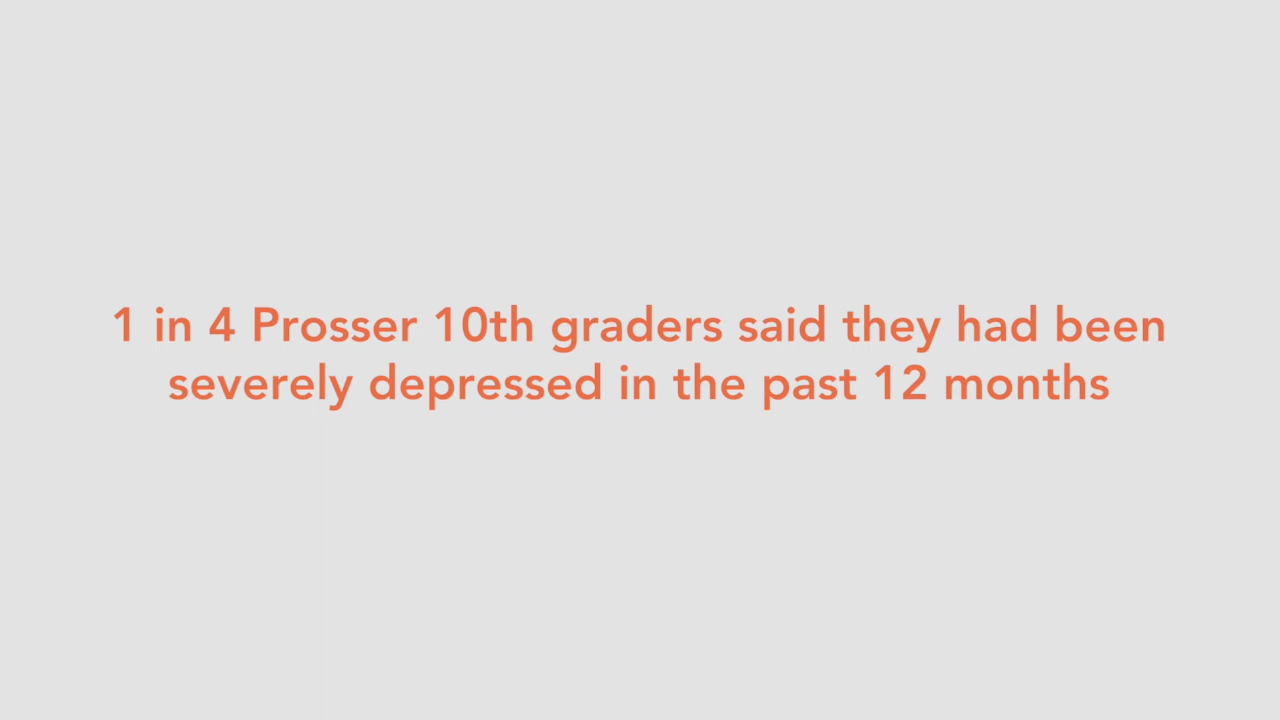 1 in 4 Prosser 10th graders said they had been
severely depressed in the past 12 months